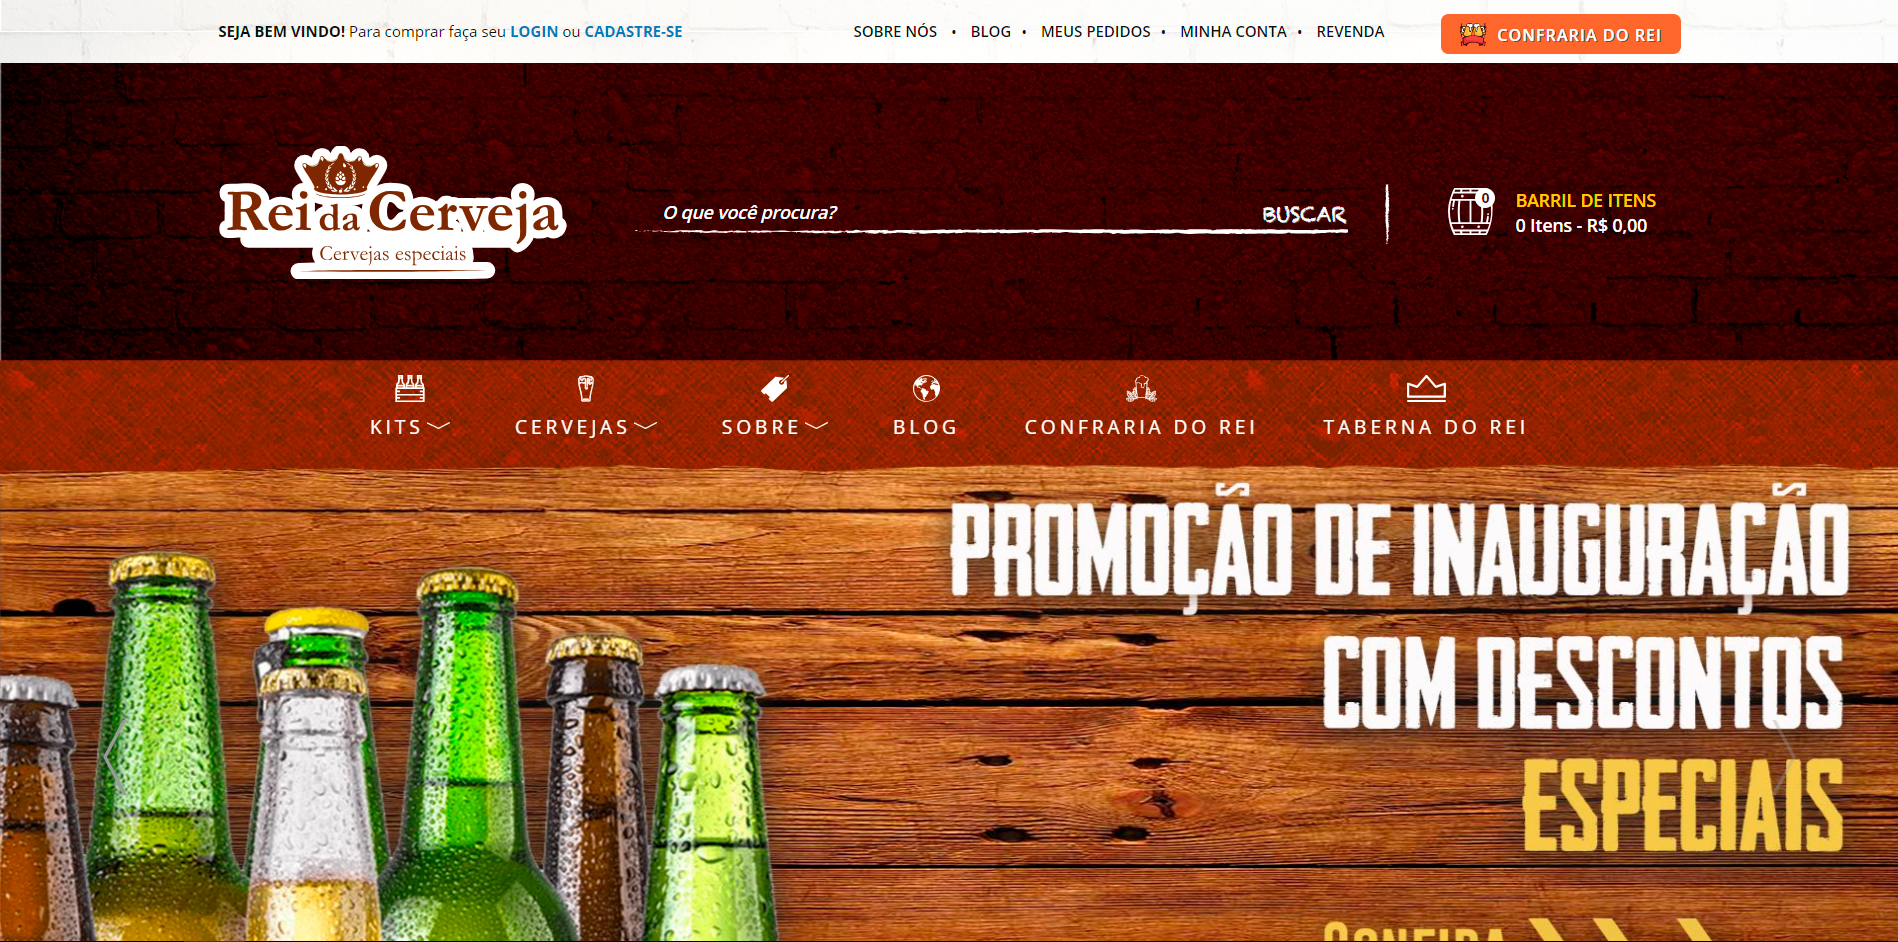 SEJA BEM VINDO! Para comprar faça seu LOGIN ou CADASTRE-SE
SOBRE NÓS • BLOG • MEUS PEDIDOS • MINHA CONTA • REVENDA
CONFRARIA DO REI
Rei da Cerveja
Cervejas especiais
O que você procura?
BUSCAR
0
BARRIL DE ITENS
0 Itens - R$ 0,00
KITS
CERVEJAS
SOBRE
BLOG
CONFRARIA DO REI
TABERNA DO REI
PROMOÇÃO DE INAUGURAÇÃO
COM DESCONTOS
ESPECIAIS
CONFIRA